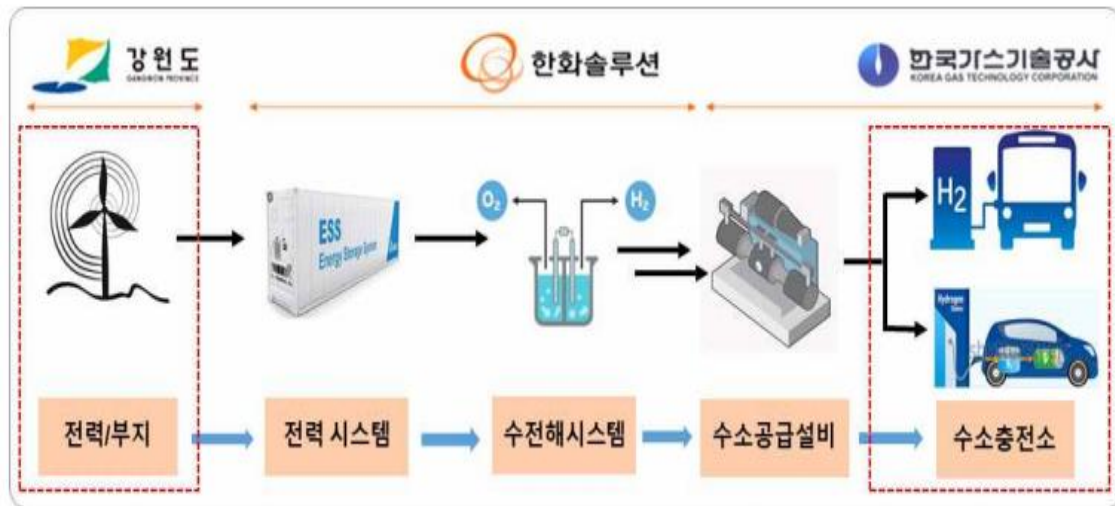 강원도
GANGWON PROVINCE
한화솔루션
한국가스기술공사
KOREA GAS TECHNOLOGY CORPORATION
ESS
Energy Storage System
O₂
H₂
H₂
Hydrogen
전력/부지
전력 시스템
수전해시스템
수소공급설비
수소충전소